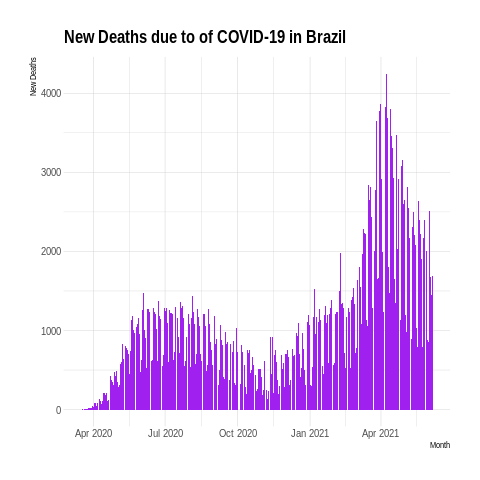 New Deaths due to of COVID-19 in Brazil
New Deaths
4000
3000
2000
1000
0
Apr 2020 Jul 2020 Oct 2020 Jan 2021 Apr 2021
Month